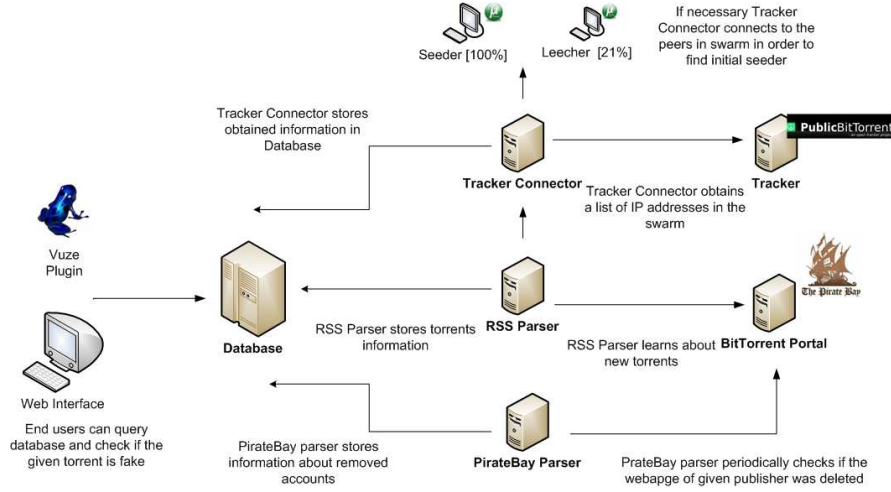 Seeder [100%]
Leecher [21%]
If necessary Tracker
Connector connects to the
peers in swarm in order to
find initial seeder
Tracker Connector stores
obtained information in
Database
PublicBitTorrent
Tracker Connector
Tracker
Tracker Connector obtains
a list of IP addresses in the
swarm
Vuze
Plugin
The Pirate Bay
Database
RSS Parser stores torrents
information
RSS Parser
RSS Parser learns about
new torrents
BitTorrent Portal
Web Interface
End users can query
database and check if the
given torrent is fake
PirateBay parser stores
information about removed
accounts
PirateBay Parser
PrateBay parser periodically checks if the
webapge of given publisher was deleted